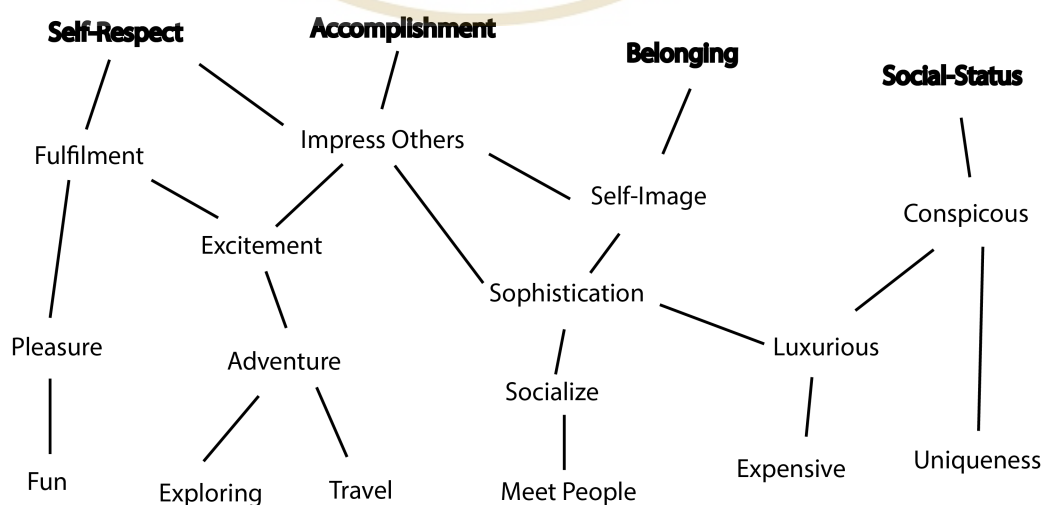 Self-Respect
Accomplishment
Belonging
Social-Status
Fulfilment
Impress Others
Self-Image
Conspicous
Excitement
Sophistication
Pleasure
Adventure
Luxurious
Socialize
Fun
Exploring
Travel
Meet People
Expensive
Uniqueness